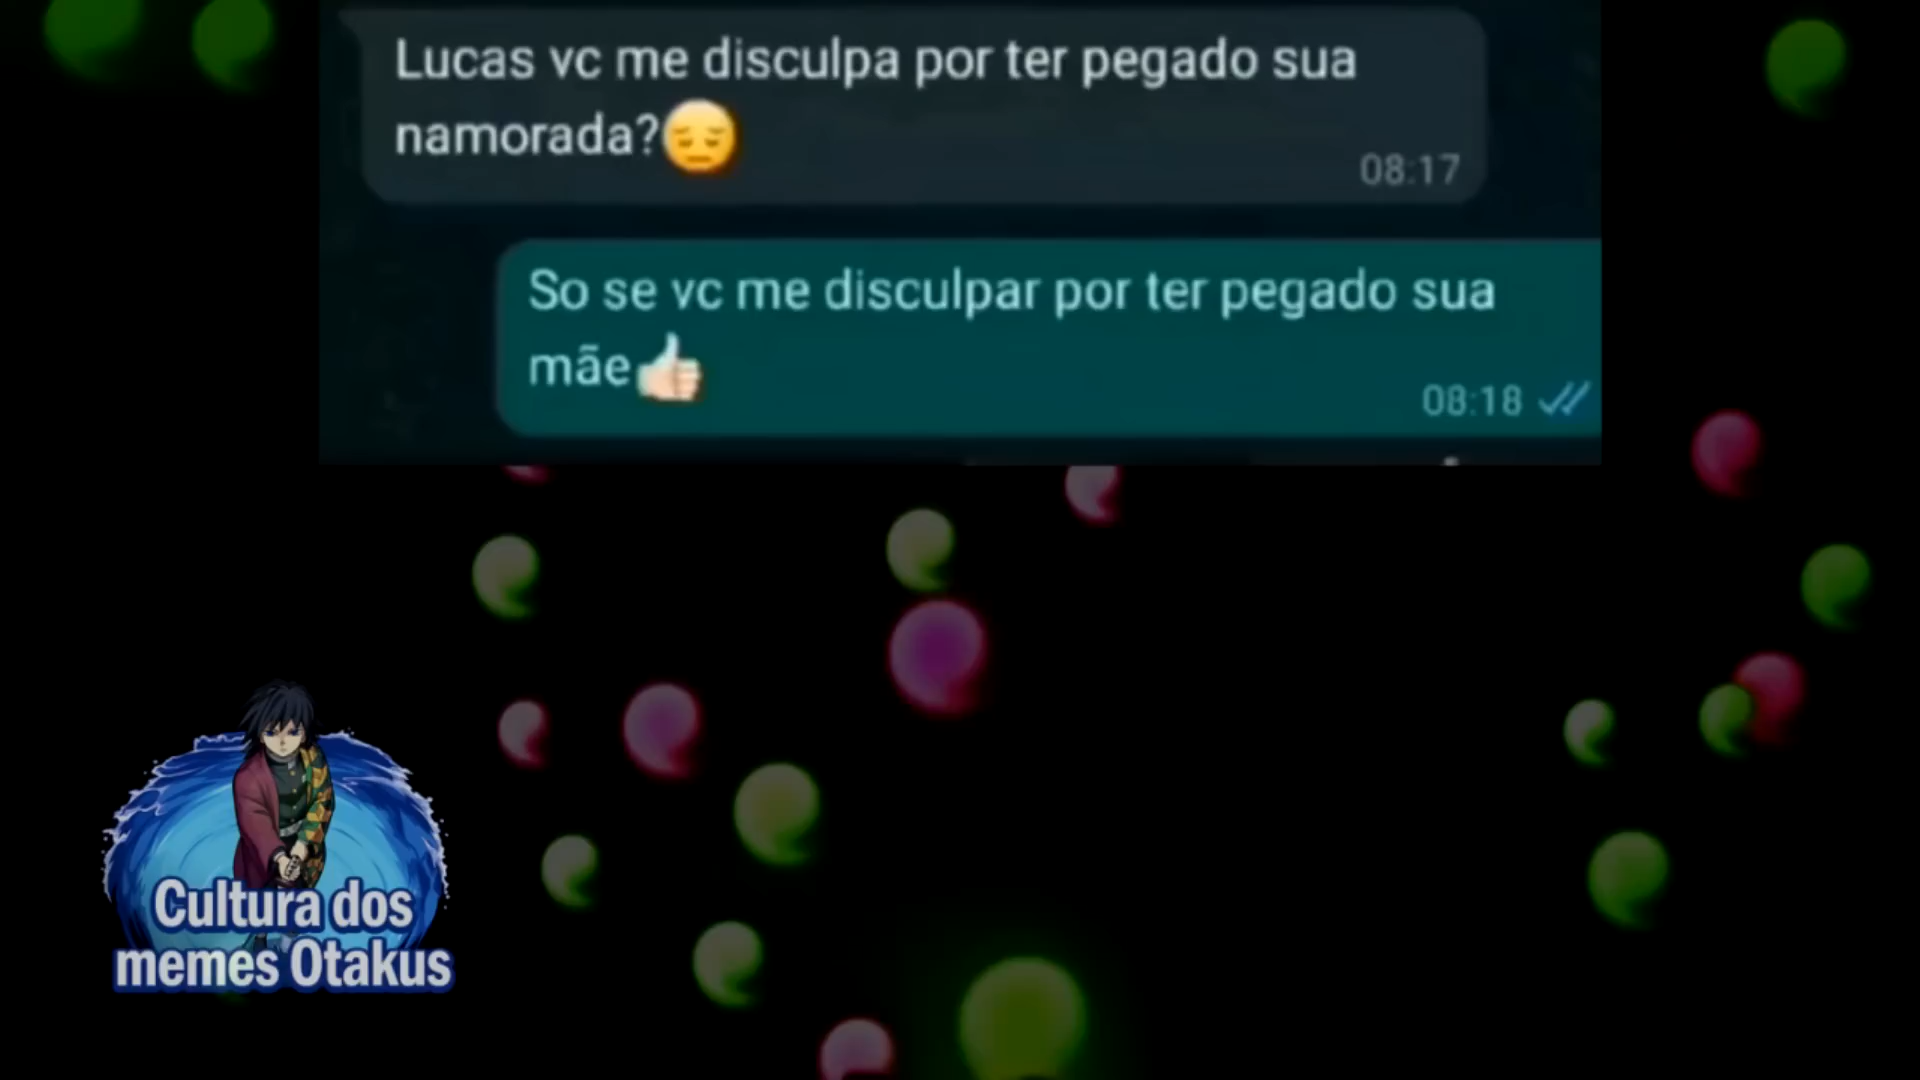 Lucas vc me disculpa por ter pegado sua
namorada?😔
08:17
So se vc me disculpar por ter pegado sua
mãe👍🏻
08:18
Cultura dos
memes Otakus